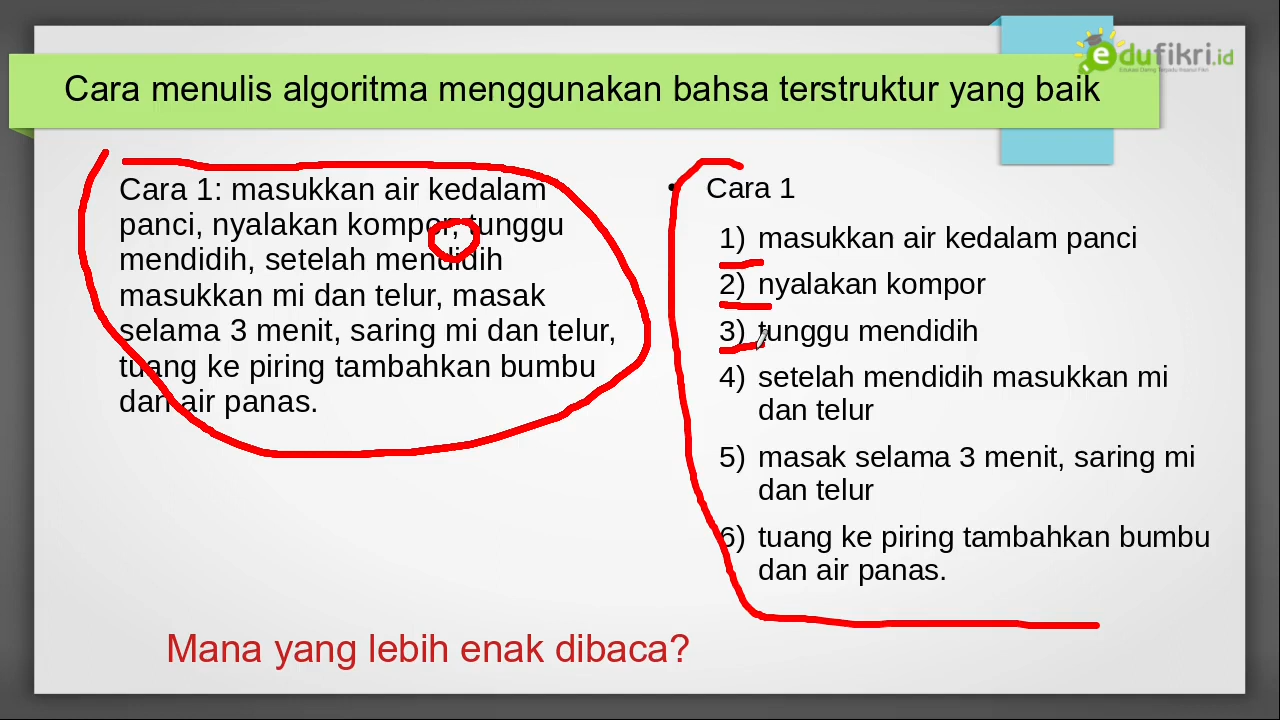 edufikri.id
Cara menulis algoritma menggunakan bahsa terstruktur yang baik
Cara 1: masukkan air kedalam
panci, nyalakan kompor, tunggu
mendidih, setelah mendidih
masukkan mi dan telur, masak
selama 3 menit, saring mi dan telur,
tuang ke piring tambahkan bumbu
dan air panas.
• Cara 1
1) masukkan air kedalam panci
2) nyalakan kompor
3) tunggu mendidih
4) setelah mendidih masukkan mi
dan telur
5) masak selama 3 menit, saring mi
dan telur
6) tuang ke piring tambahkan bumbu
dan air panas.
Mana yang lebih enak dibaca?